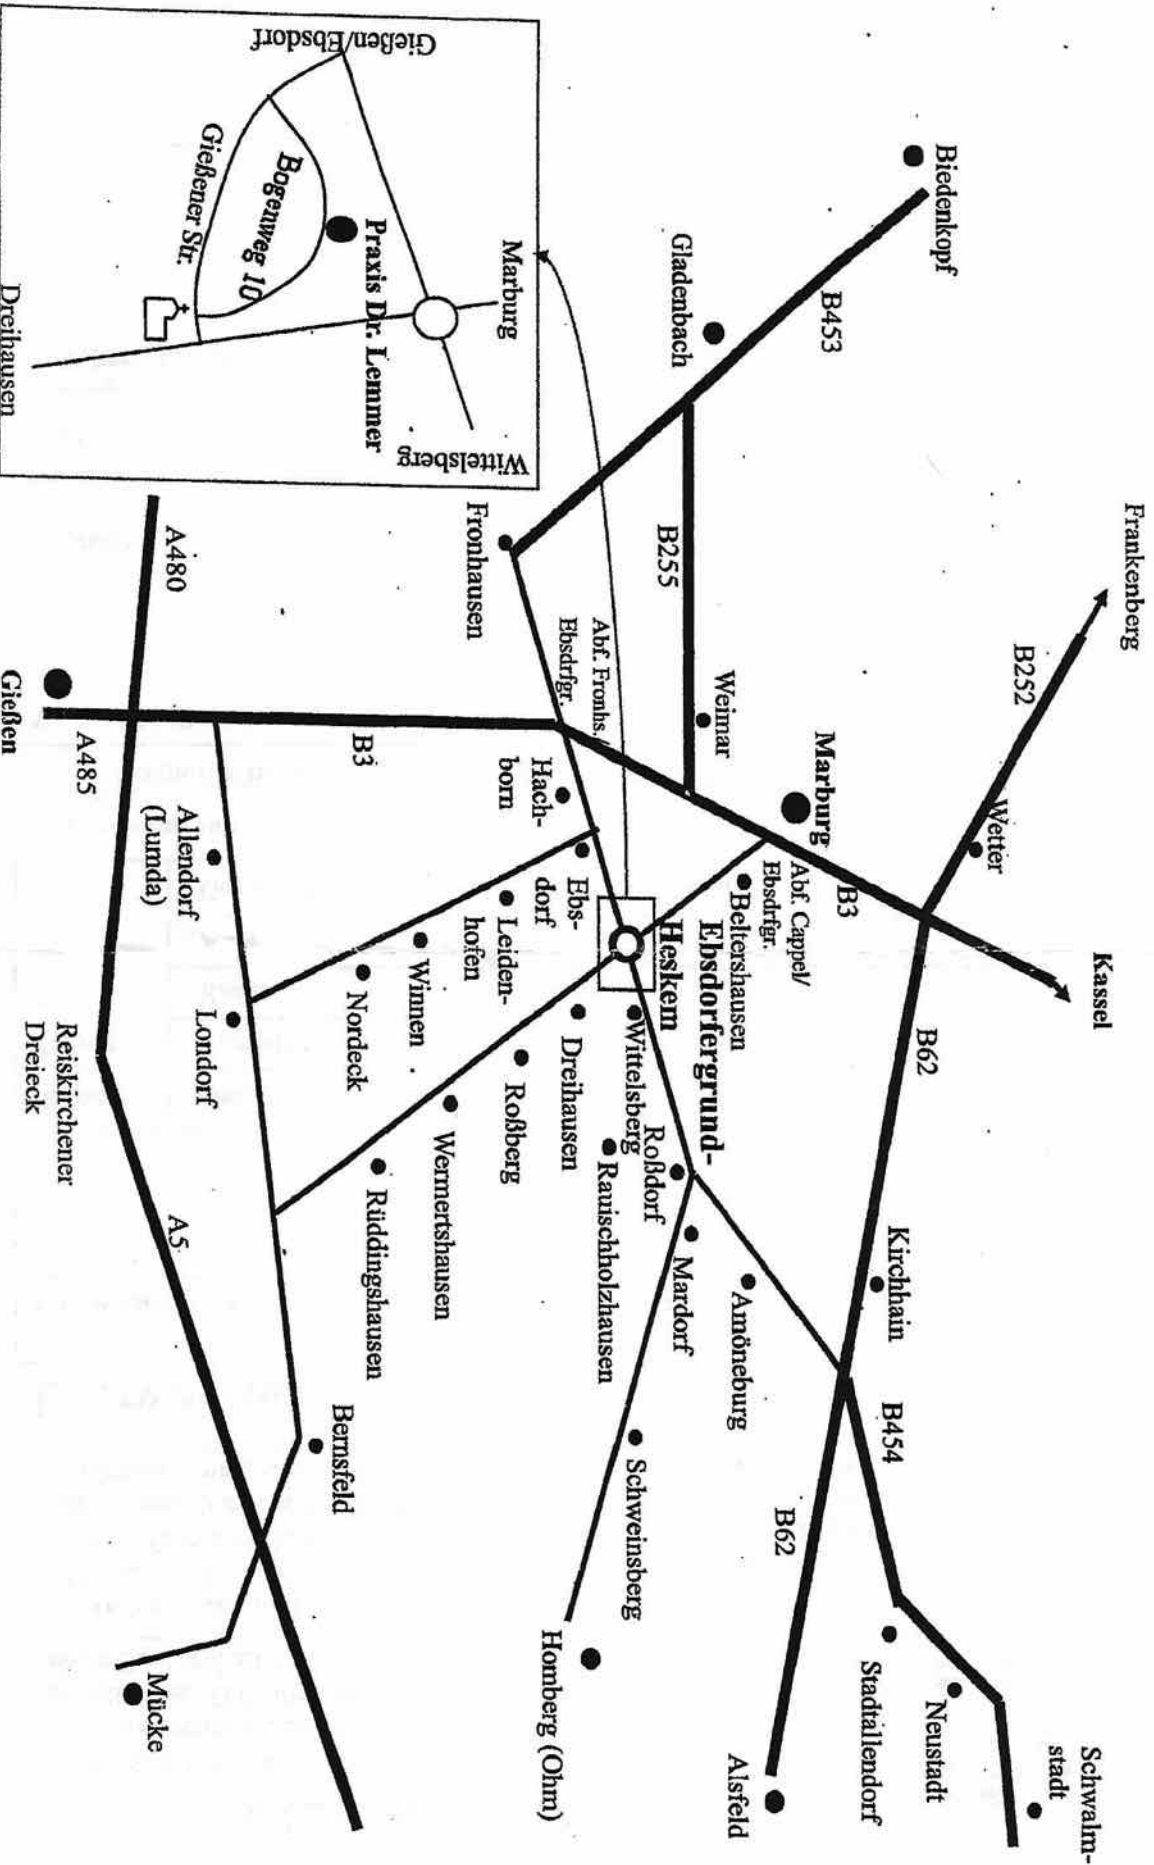 Frankenberg
B252
Wetter
Kassel
Biedenkopf
B453
Gladenbach
B255
Weimar
Marburg
B3
B62
Kirchhain
B454
B62
Schwalm-
stadt
Neustadt
Stadtallendorf
Alsfeld
Abf. Cappel/
Ebsdrfgr.
Beltershausen
Ebsdorfergrund-
Heskem
Wittelsberg
Roßdorf
Mardorf
Amöneburg
Rauischholzhausen
Schweinsberg
Homberg (Ohm)
Fronhausen
Abf. Fronhs./
Ebsdrfgr.
Hach-
born
Ebs-
dorf
Leiden-
hofen
Dreihausen
Roßberg
Winnen
Nordeck
Wermertshausen
Rüddingshausen
B3
Allendorf
(Lumda)
Londorf
Bernsfeld
Mücke
A480
A485
Gießen
Reiskirchener
Dreieck
A5
Marburg
Wittelsberg
Gießen/Ebsdorf
Praxis Dr. Lemmer
Bogenweg 10
Gießener Str.
Dreihausen